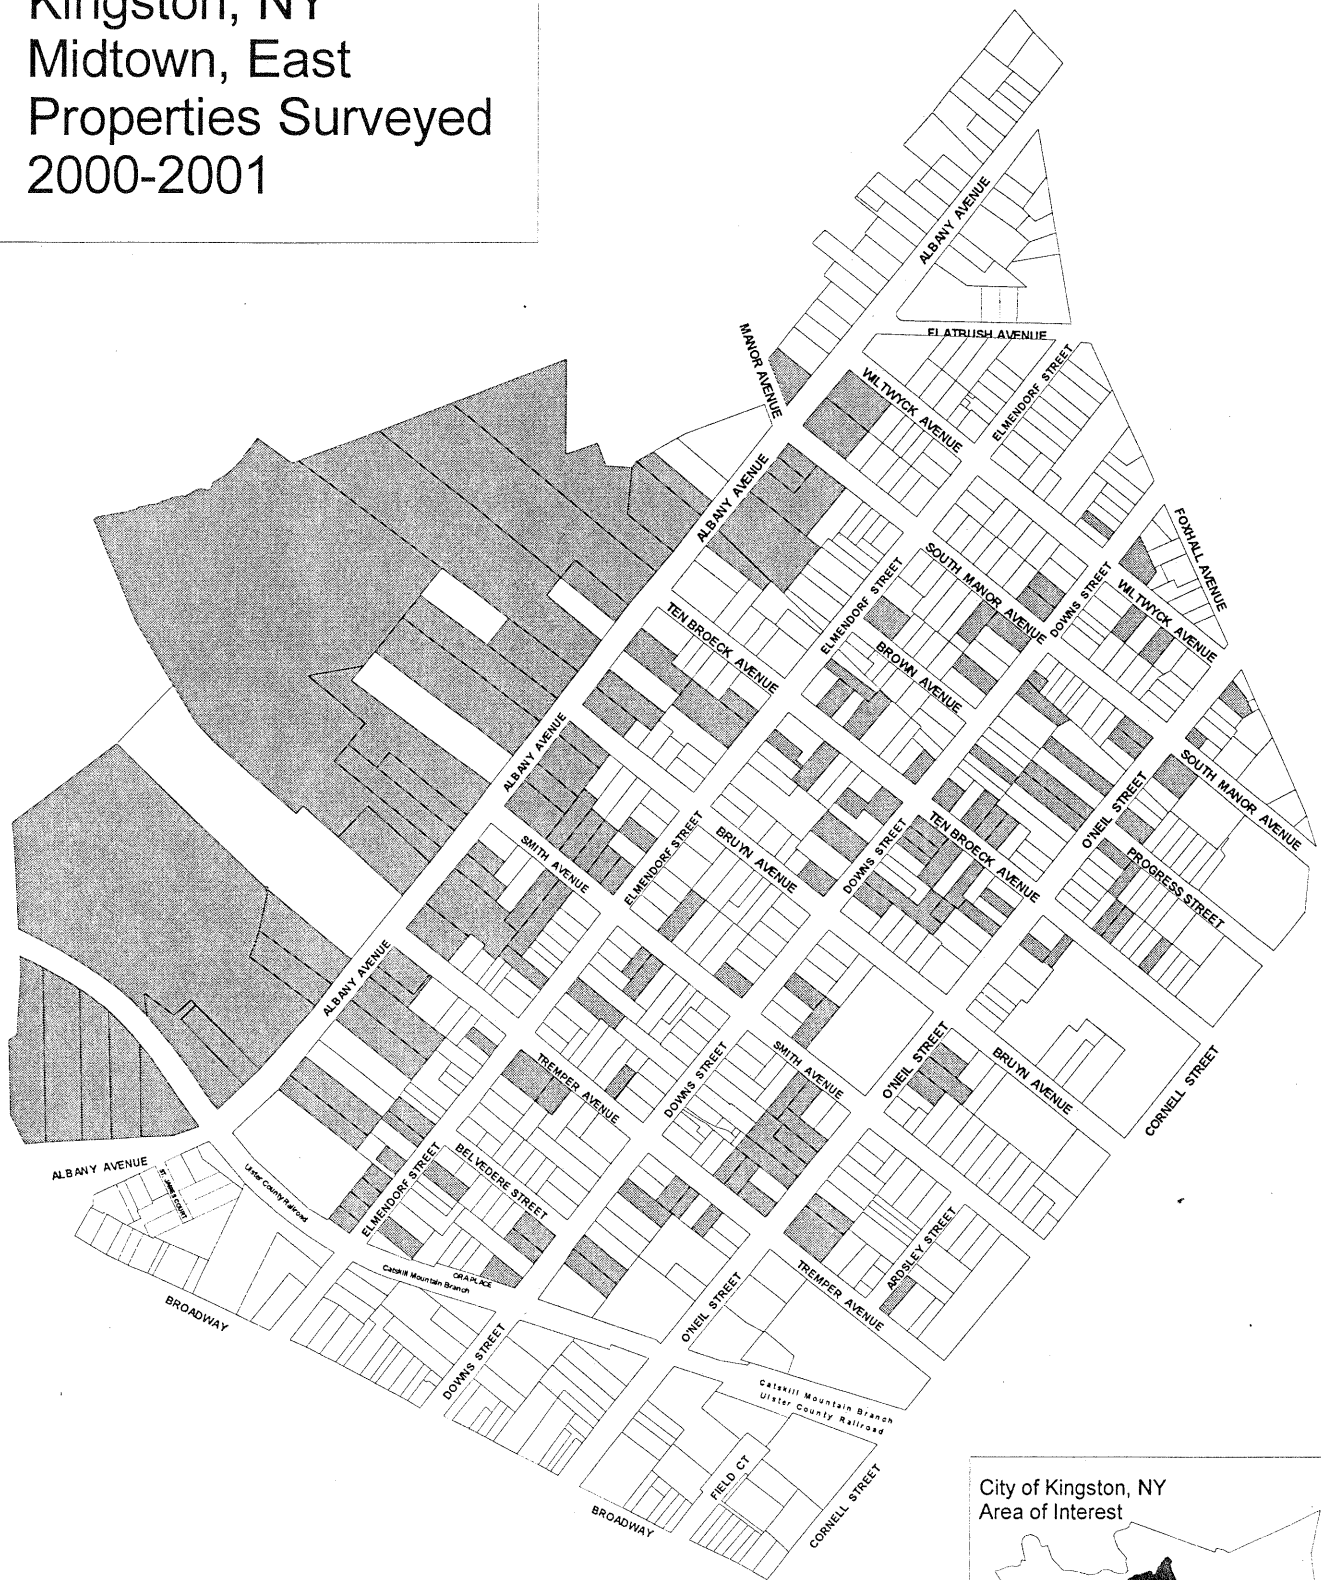 Kingston, NY
Midtown, East
Properties Surveyed
2000-2001
ALBANY AVENUE
FLATBUSH AVENUE
MANOR AVENUE
WILTWYCK AVENUE
ELMENDORF STREET
ALBANY AVENUE
FOXHALL AVENUE
SOUTH MANOR AVENUE
ELMENDORF STREET
DOWNS STREET
WILTWYCK AVENUE
TEN BROECK AVENUE
BROWN AVENUE
ALBANY AVENUE
SOUTH MANOR AVENUE
O'NEIL STREET
SMITH AVENUE
ELMENDORF STREET
BRUYN AVENUE
DOWNS STREET
TEN BROECK AVENUE
PROGRESS STREET
ALBANY AVENUE
TREMPER AVENUE
DOWNS STREET
SMITH AVENUE
O'NEIL STREET
BRUYN AVENUE
CORNELL STREET
ALBANY AVENUE
ST. JAMES COURT
Ulster County Railroad
ELMENDORF STREET
BELVEDERE STREET
ARDSLEY STREET
ORA PLACE
Catskill Mountain Branch
BROADWAY
O'NEIL STREET
TREMPER AVENUE
DOWNS STREET
Catskill Mountain Branch
Ulster County Railroad
FIELD CT
CORNELL STREET
BROADWAY
City of Kingston, NY
Area of Interest